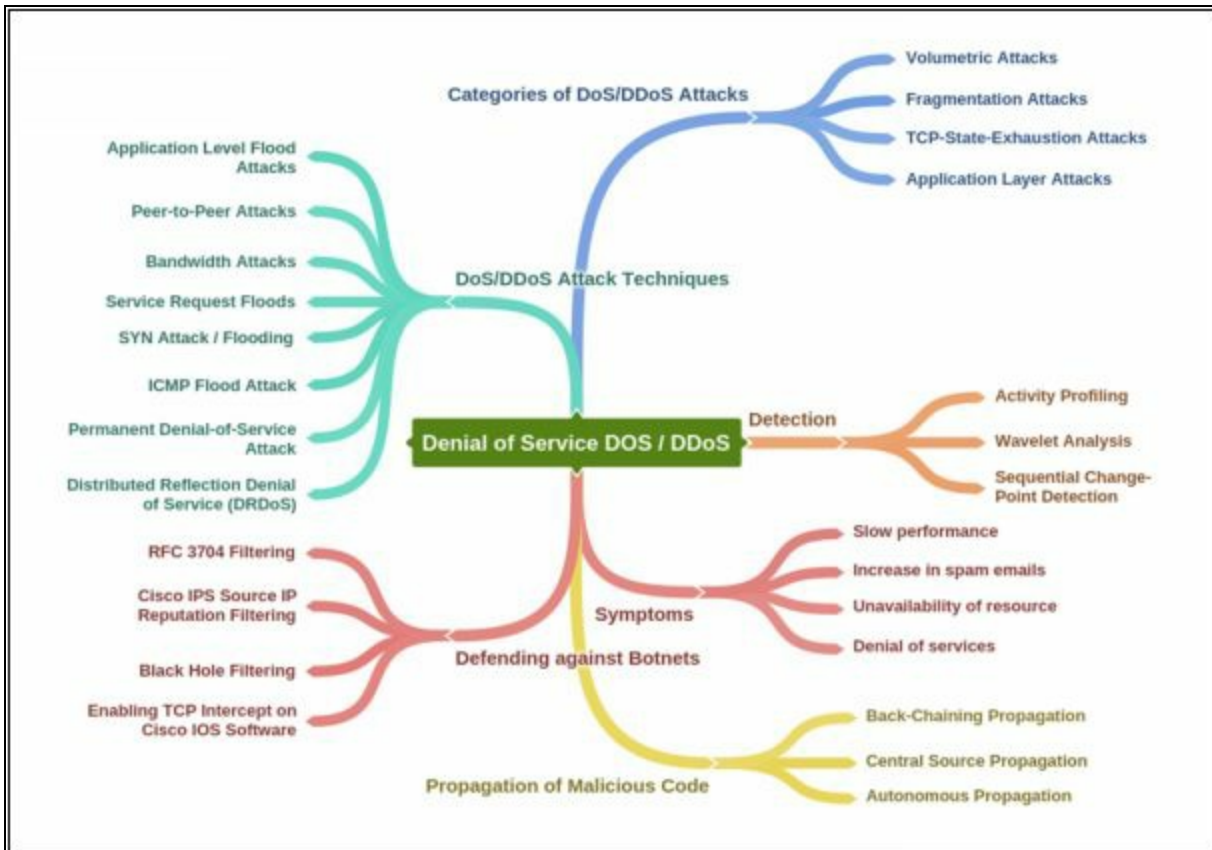 Categories of DoS/DDoS Attacks
Volumetric Attacks
Fragmentation Attacks
TCP-State-Exhaustion Attacks
Application Layer Attacks
DoS/DDoS Attack Techniques
Application Level Flood
Attacks
Peer-to-Peer Attacks
Bandwidth Attacks
Service Request Floods
SYN Attack / Flooding
ICMP Flood Attack
Permanent Denial-of-Service
Attack
Distributed Reflection Denial
of Service (DRDoS)
Denial of Service DOS / DDoS
Detection
Activity Profiling
Wavelet Analysis
Sequential Change-
Point Detection
Symptoms
Slow performance
Increase in spam emails
Unavailability of resource
Denial of services
Defending against Botnets
RFC 3704 Filtering
Cisco IPS Source IP
Reputation Filtering
Black Hole Filtering
Enabling TCP Intercept on
Cisco IOS Software
Propagation of Malicious Code
Back-Chaining Propagation
Central Source Propagation
Autonomous Propagation